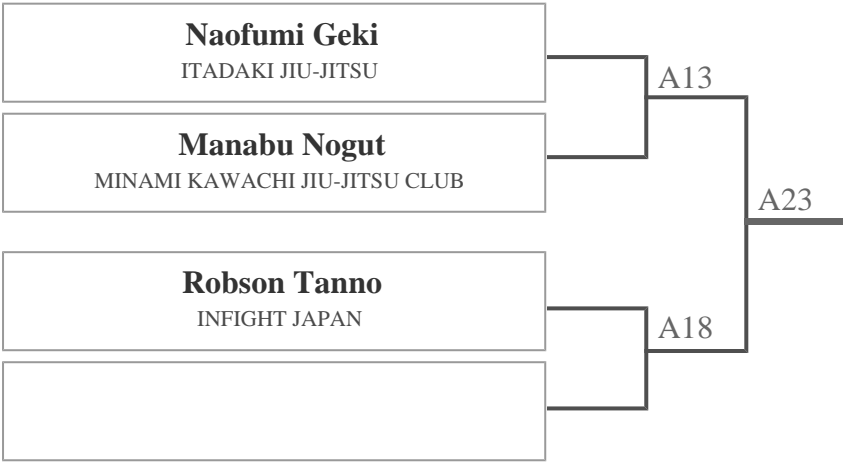 Naofumi Geki
ITADAKI JIU-JITSU
A13
Manabu Nogut
MINAMI KAWACHI JIU-JITSU CLUB
A23
Robson Tanno
INFIGHT JAPAN
A18